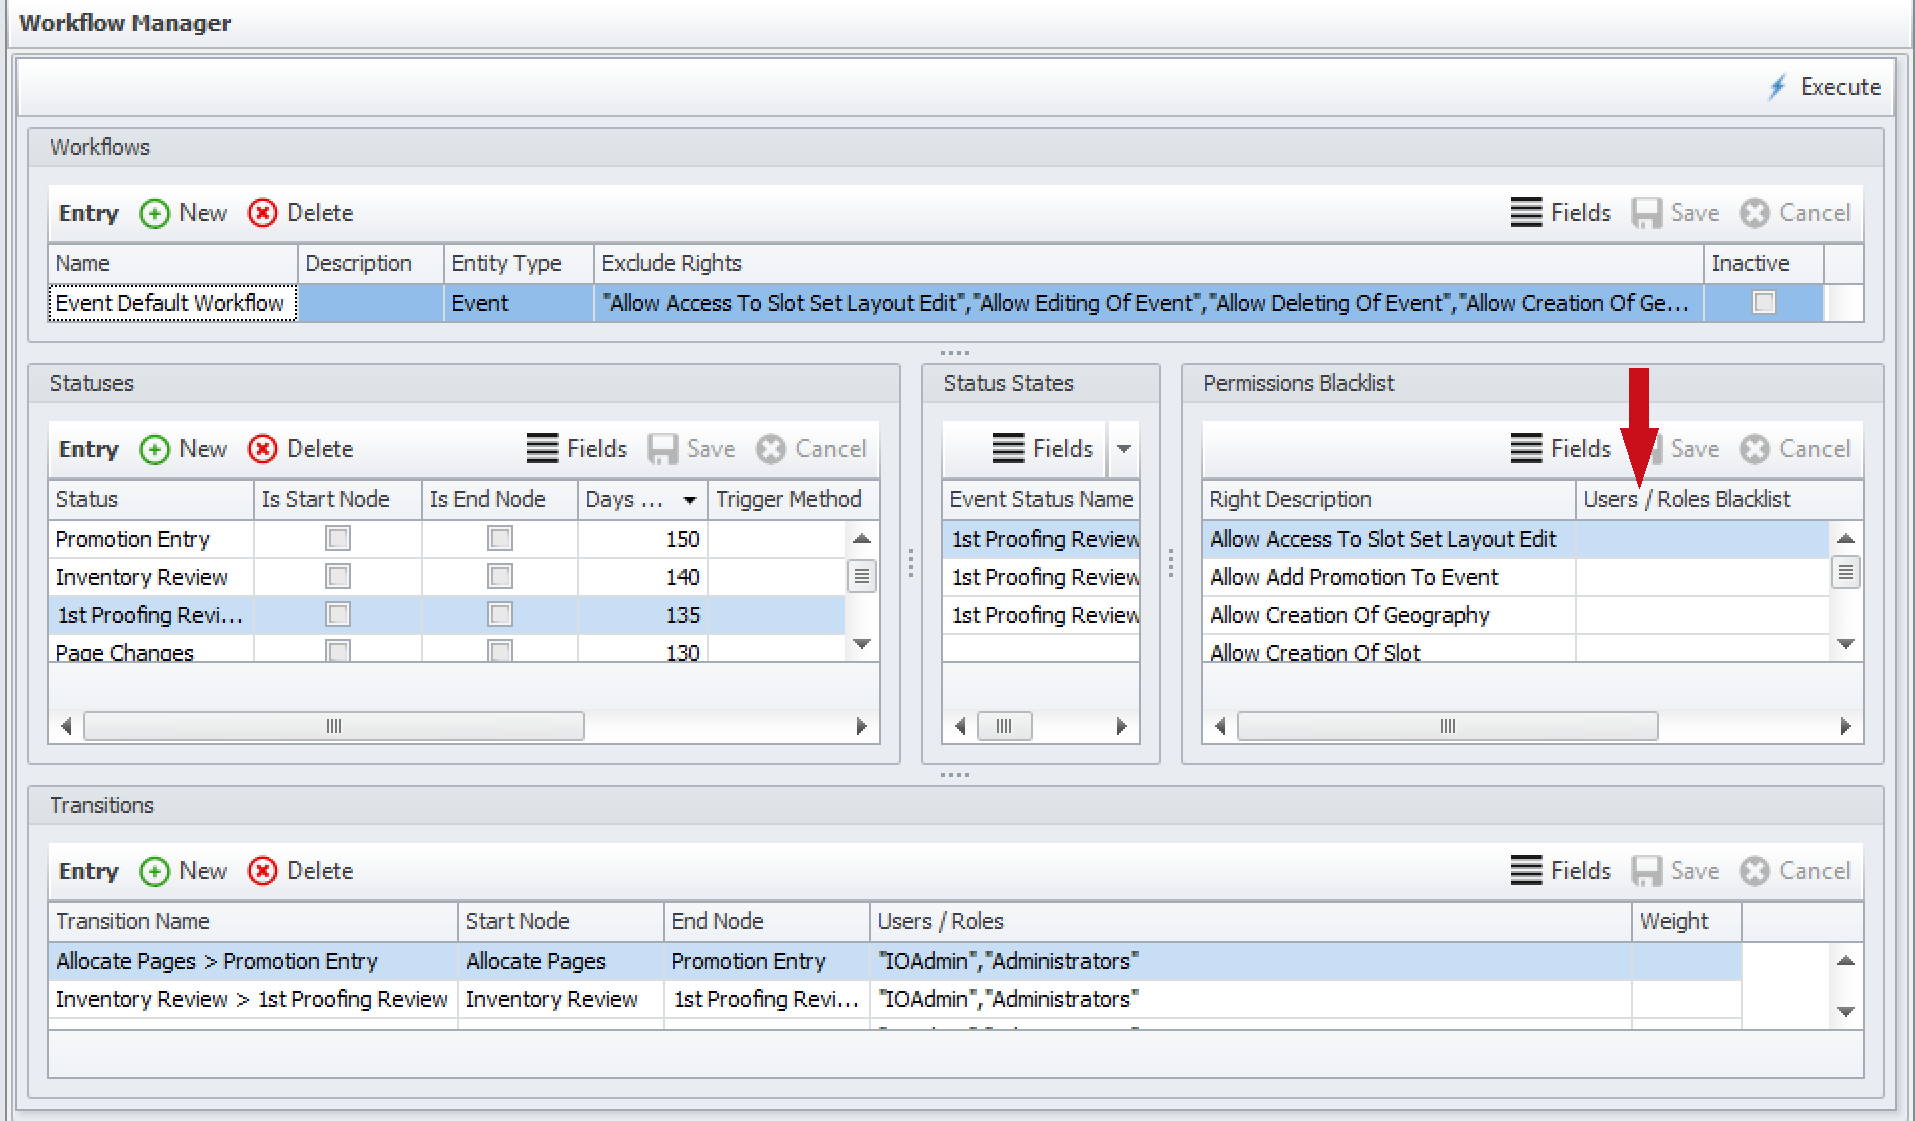 Workflow Manager
Execute
Workflows
Entry New Delete Fields Save Cancel
Name Description Entity Type Exclude Rights Inactive
Event Default Workflow Event "Allow Access To Slot Set Layout Edit","Allow Editing Of Event","Allow Deleting Of Event","Allow Creation Of Ge...
Statuses
Entry New Delete Fields Save Cancel
Status Is Start Node Is End Node Days ... Trigger Method
Promotion Entry 150
Inventory Review 140
1st Proofing Revi... 135
Page Changes 130
Status States
Fields
Event Status Name
1st Proofing Review
1st Proofing Review
1st Proofing Review
Permissions Blacklist
Fields Save Cancel
Right Description Users / Roles Blacklist
Allow Access To Slot Set Layout Edit
Allow Add Promotion To Event
Allow Creation Of Geography
Allow Creation Of Slot
Transitions
Entry New Delete Fields Save Cancel
Transition Name Start Node End Node Users / Roles Weight
Allocate Pages > Promotion Entry Allocate Pages Promotion Entry "IOAdmin","Administrators"
Inventory Review > 1st Proofing Review Inventory Review 1st Proofing Revi... "IOAdmin","Administrators"